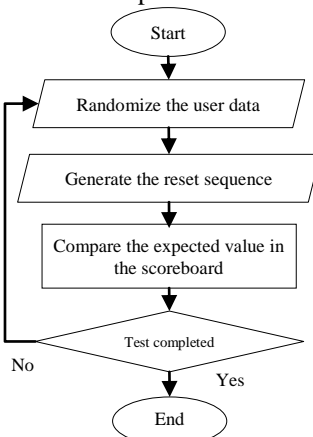 Start
Randomize the user data
Generate the reset sequence
Compare the expected value in
the scoreboard
Test completed
No
Yes
End